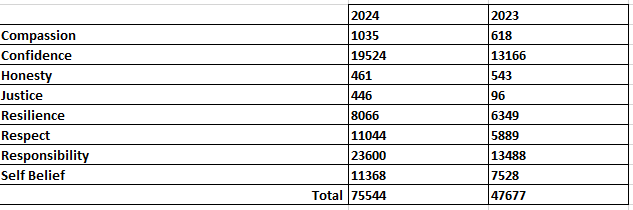 2024 2023
Compassion 1035 618
Confidence 19524 13166
Honesty 461 543
Justice 446 96
Resilience 8066 6349
Respect 11044 5889
Responsibility 23600 13488
Self Belief 11368 7528
Total 75544 47677